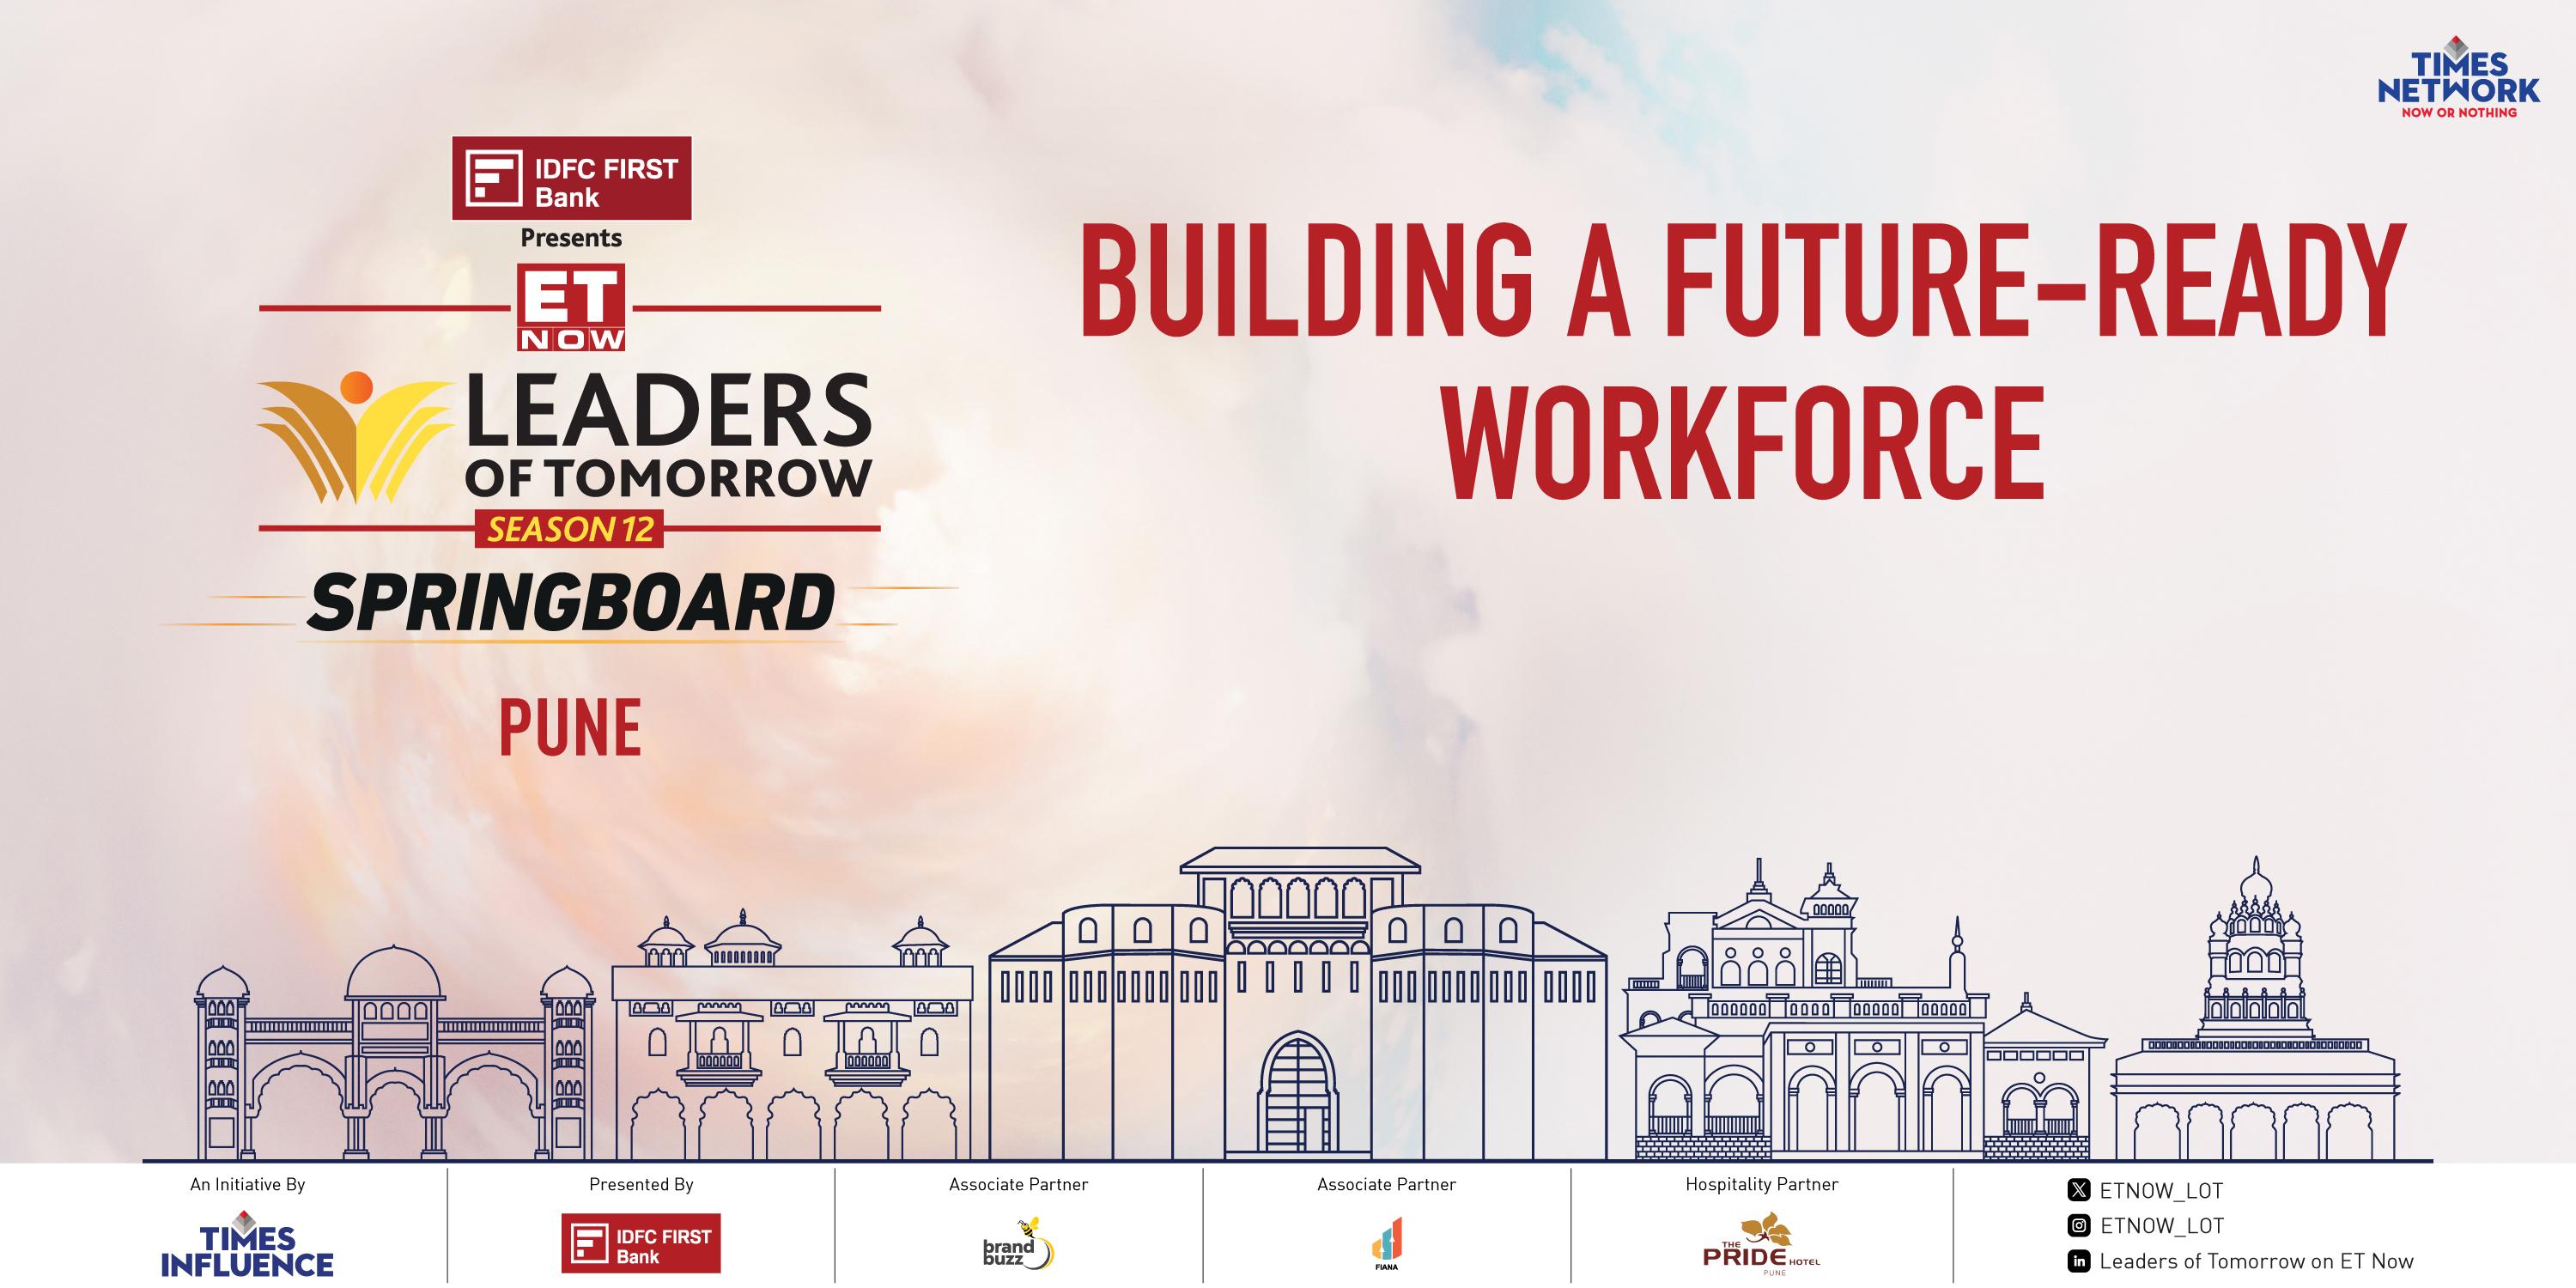 TIMES
NETWORK
NOW OR NOTHING
IDFC FIRST
Bank
Presents
ET
NOW
LEADERS
OF TOMORROW
SEASON 12
SPRINGBOARD
PUNE
BUILDING A FUTURE-READY
WORKFORCE
An Initiative By
TIMES
INFLUENCE
Presented By
IDFC FIRST
Bank
Associate Partner
brand
buzz
Associate Partner
FIANA
Hospitality Partner
THE
PRIDE HOTEL
PUNE
ETNOW_LOT
ETNOW_LOT
in Leaders of Tomorrow on ET Now